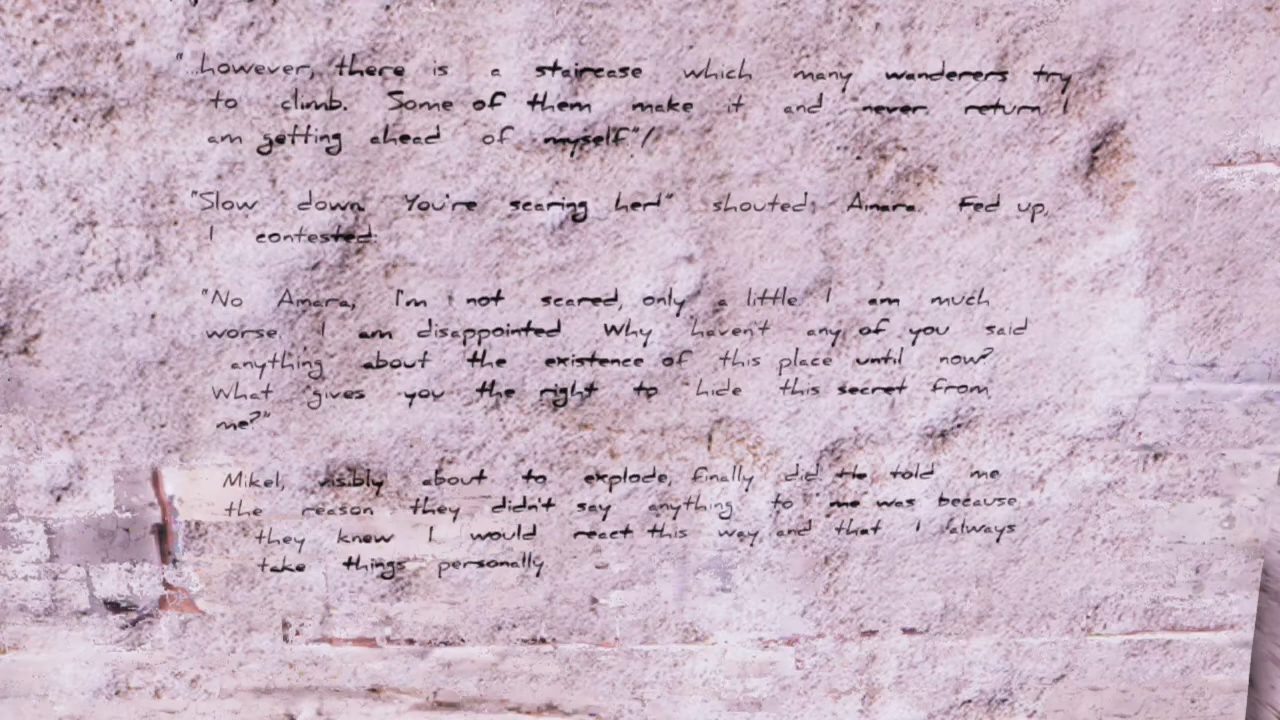 "...however, there is a staircase which many wanderers try
to climb. Some of them make it and never return I
am getting ahead of myself"/
"Slow down. You're scaring her!" shouted Amara. Fed up,
I contested:
"No Amara, I'm not scared, only a little I am much
worse. I am disappointed Why haven't any of you said
anything about the existence of this place until now?
What gives you the right to hide this secret from
me?"
Mikel, visibly about to explode, finally did He told me
the reason they didn't say anything to me was because
they knew I would react this way and that I always
take things personally